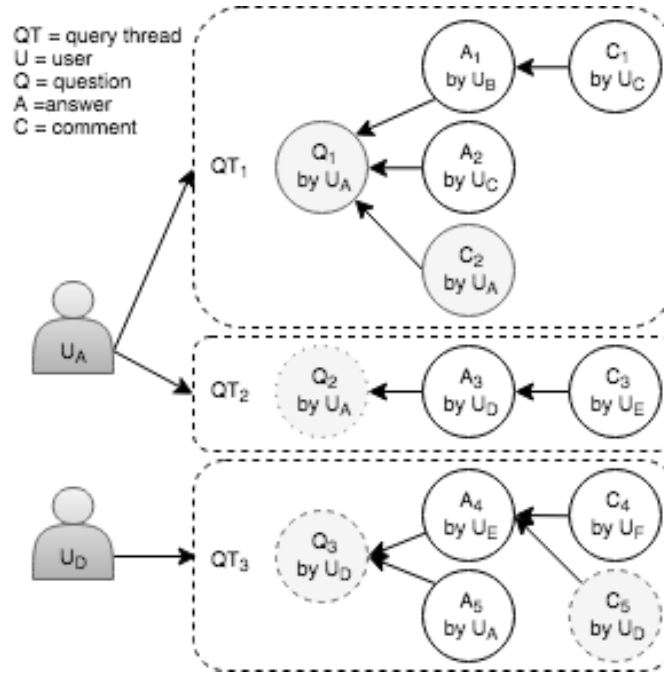 QT = query thread
U = user
Q = question
A =answer
C = comment
A1
by UB
C1
by UC
QT1
Q1
by UA
A2
by UC
C2
by UA
UA
QT2
Q2
by UA
A3
by UD
C3
by UE
UD
QT3
Q3
by UD
A4
by UE
C4
by UF
A5
by UA
C5
by UD